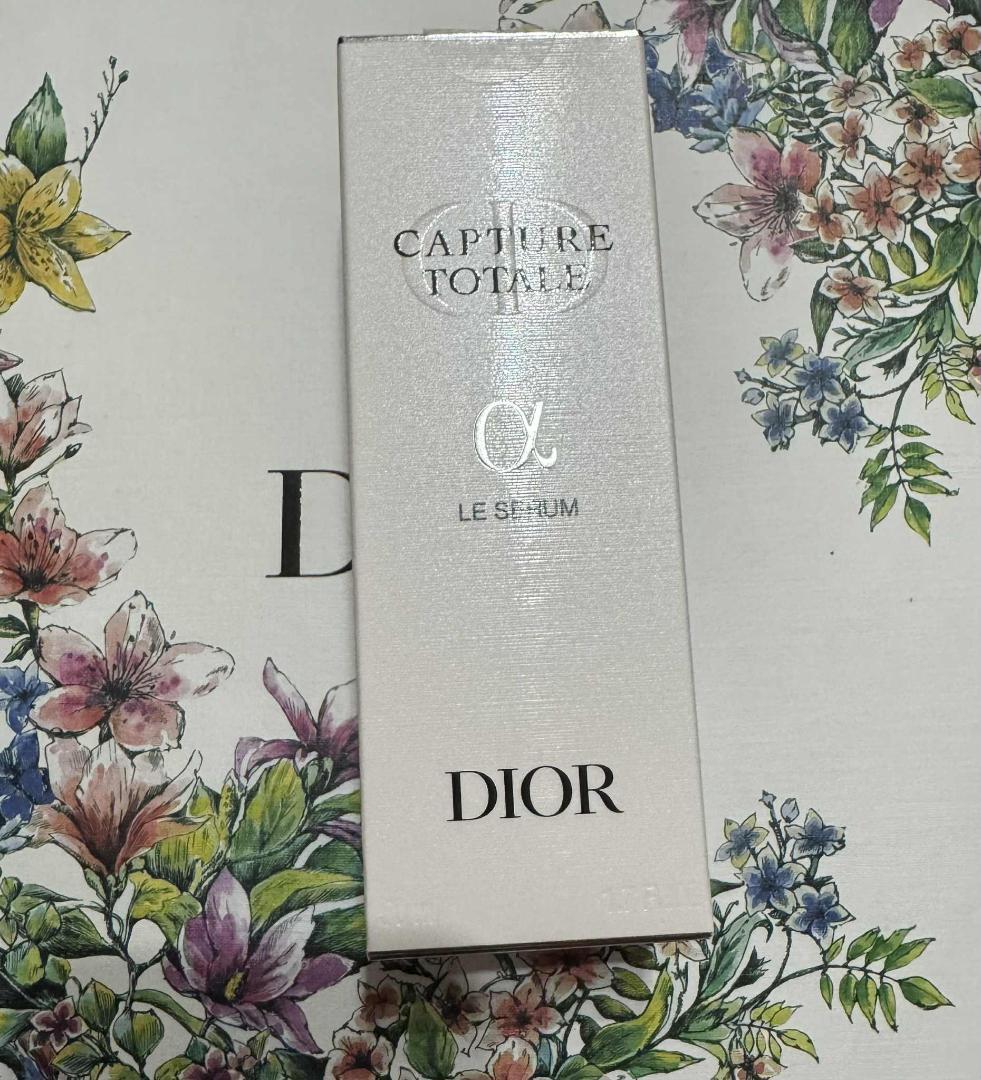 CAPTURE
TOTALE
α
LE SERUM
D
DIOR